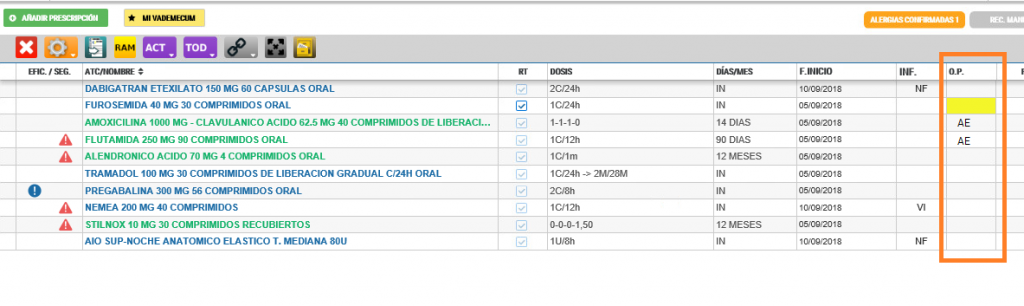 AÑADIR PRESCRIPCIÓN MI VADEMECUM ALERGIAS CONFIRMADAS 1 REC. MAN
RAM ACT TOD
EFIC. / SEG. ATC/NOMBRE RT DOSIS DÍAS/MES F.INICIO INF. O.P.
DABIGATRAN ETEXILATO 150 MG 60 CAPSULAS ORAL 2C/24h IN 10/09/2018 NF
FUROSEMIDA 40 MG 30 COMPRIMIDOS ORAL 1C/24h IN 05/09/2018
AMOXICILINA 1000 MG - CLAVULANICO ACIDO 62.5 MG 40 COMPRIMIDOS DE LIBERACI... 1-1-1-0 14 DIAS 05/09/2018 AE
FLUTAMIDA 250 MG 90 COMPRIMIDOS ORAL 1C/12h 90 DIAS 05/09/2018 AE
ALENDRONICO ACIDO 70 MG 4 COMPRIMIDOS ORAL 1C/1m 12 MESES 05/09/2018
TRAMADOL 100 MG 30 COMPRIMIDOS DE LIBERACION GRADUAL C/24H ORAL 1C/24h -> 2M/28M IN 05/09/2018
PREGABALINA 300 MG 56 COMPRIMIDOS ORAL 2C/8h IN 05/09/2018
NEMEA 200 MG 40 COMPRIMIDOS 1C/12h IN 10/09/2018 VI
STILNOX 10 MG 30 COMPRIMIDOS RECUBIERTOS 0-0-0-1,50 12 MESES 05/09/2018
AIO SUP-NOCHE ANATOMICO ELASTICO T. MEDIANA 80U 1U/8h IN 10/09/2018 NF